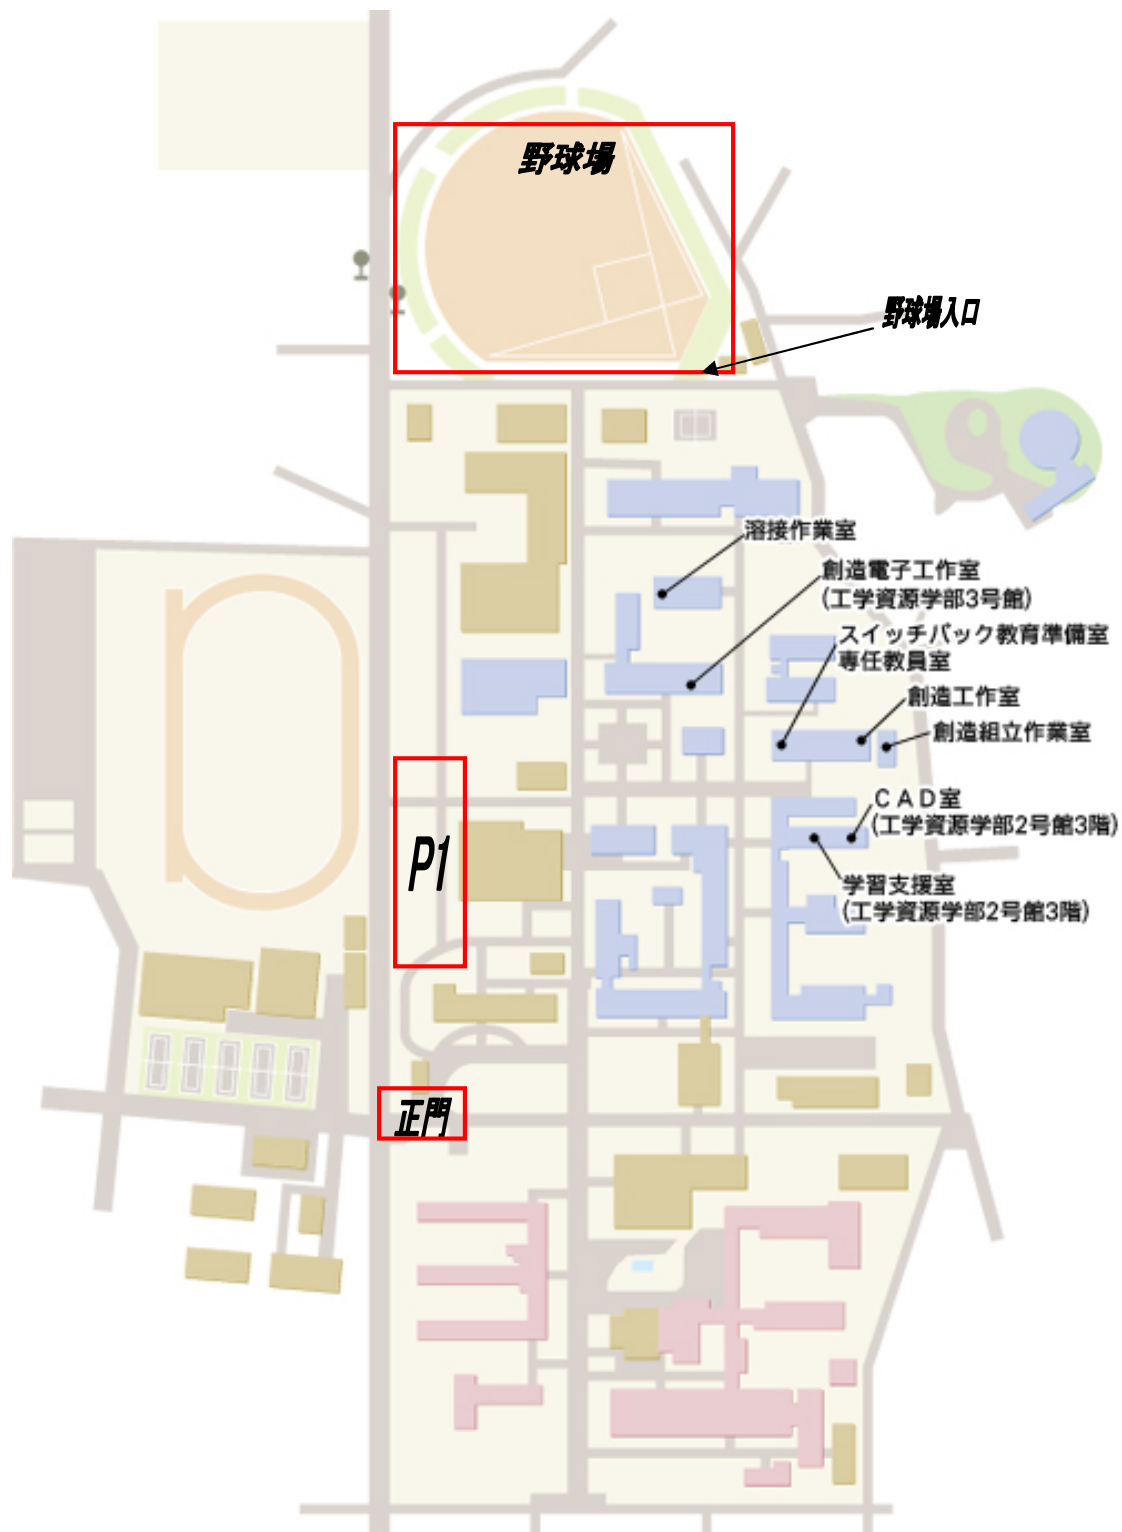 野球場
野球場入口
溶接作業室
創造電子工作室
(工学資源学部3号館)
スイッチバック教育準備室
専任教員室
創造工作室
創造組立作業室
CAD室
(工学資源学部2号館3階)
P1
学習支援室
(工学資源学部2号館3階)
正門